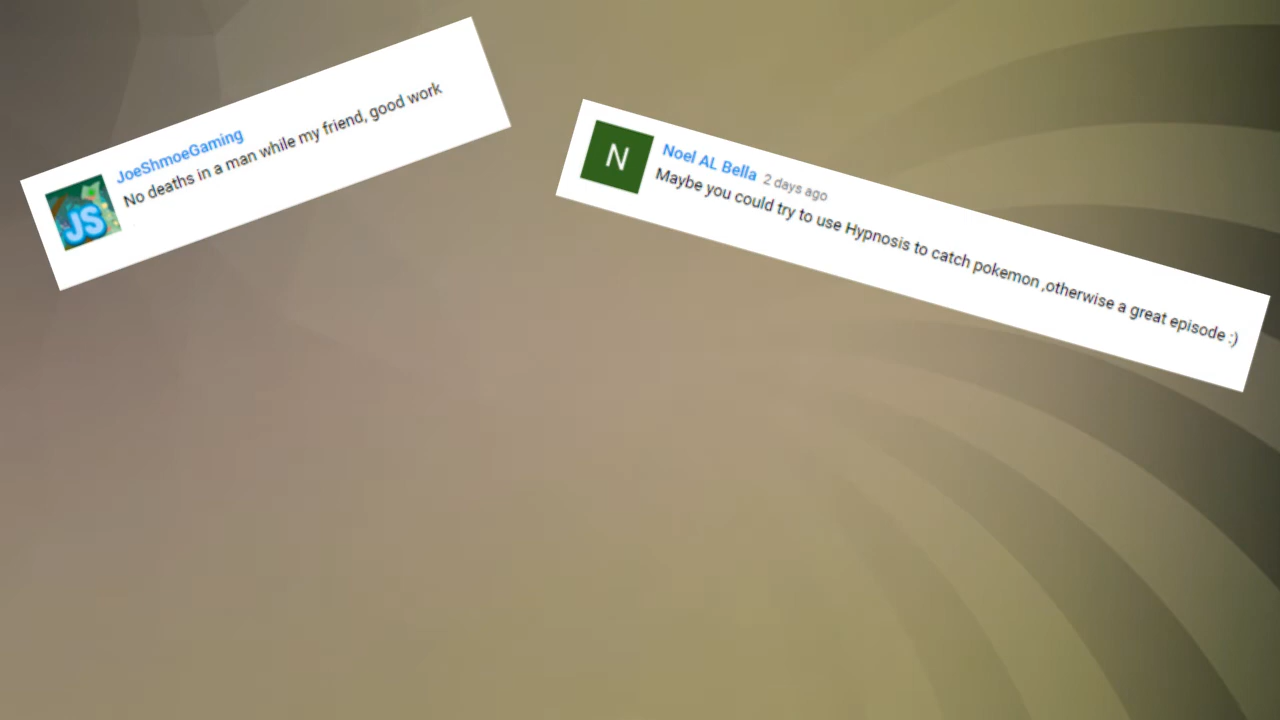 JoeShmoeGaming
No deaths in a man while my friend, good work
JS
N
Noel AL Bella 2 days ago
Maybe you could try to use Hypnosis to catch pokemon ,otherwise a great episode :)